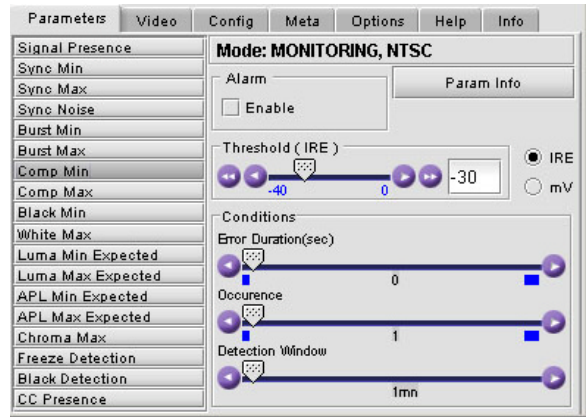 Parameters Video Config Meta Options Help Info
Signal Presence
Sync Min
Sync Max
Sync Noise
Burst Min
Burst Max
Comp Min
Comp Max
Black Min
White Max
Luma Min Expected
Luma Max Expected
APL Min Expected
APL Max Expected
Chroma Max
Freeze Detection
Black Detection
CC Presence
Mode: MONITORING, NTSC
Alarm
Enable
Param Info
Threshold ( IRE )
-40 0
-30
IRE
mV
Conditions
Error Duration(sec)
0
Occurence
1
Detection Window
1mn